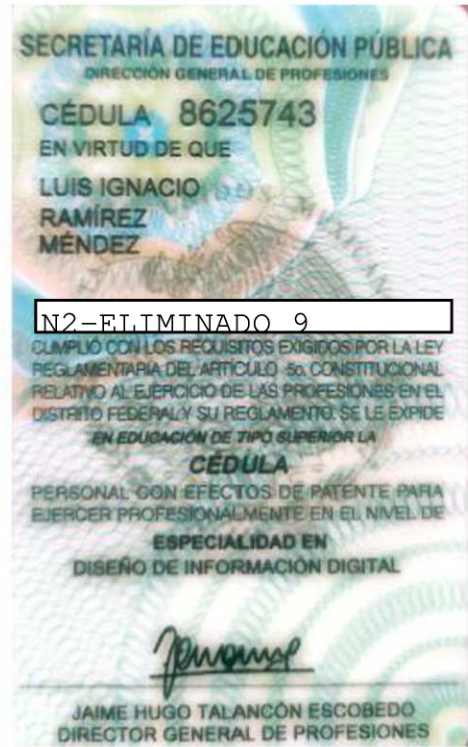 SECRETARÍA DE EDUCACIÓN PÚBLICA
DIRECCIÓN GENERAL DE PROFESIONES
CÉDULA 8625743
EN VIRTUD DE QUE
LUIS IGNACIO
RAMÍREZ
MÉNDEZ
N2-ELIMINADO 9
CUMPLIÓ CON LOS REQUISITOS EXIGIDOS POR LA LEY
REGLAMENTARIA DEL ARTÍCULO 5o. CONSTITUCIONAL
RELATIVO AL EJERCICIO DE LAS PROFESIONES EN EL
DISTRITO FEDERAL Y SU REGLAMENTO. SE LE EXPIDE
EN EDUCACIÓN DE TIPO SUPERIOR LA
CÉDULA
PERSONAL CON EFECTOS DE PATENTE PARA
EJERCER PROFESIONALMENTE EN EL NIVEL DE
ESPECIALIDAD EN
DISEÑO DE INFORMACIÓN DIGITAL
JAIME HUGO TALANCÓN ESCOBEDO
DIRECTOR GENERAL DE PROFESIONES